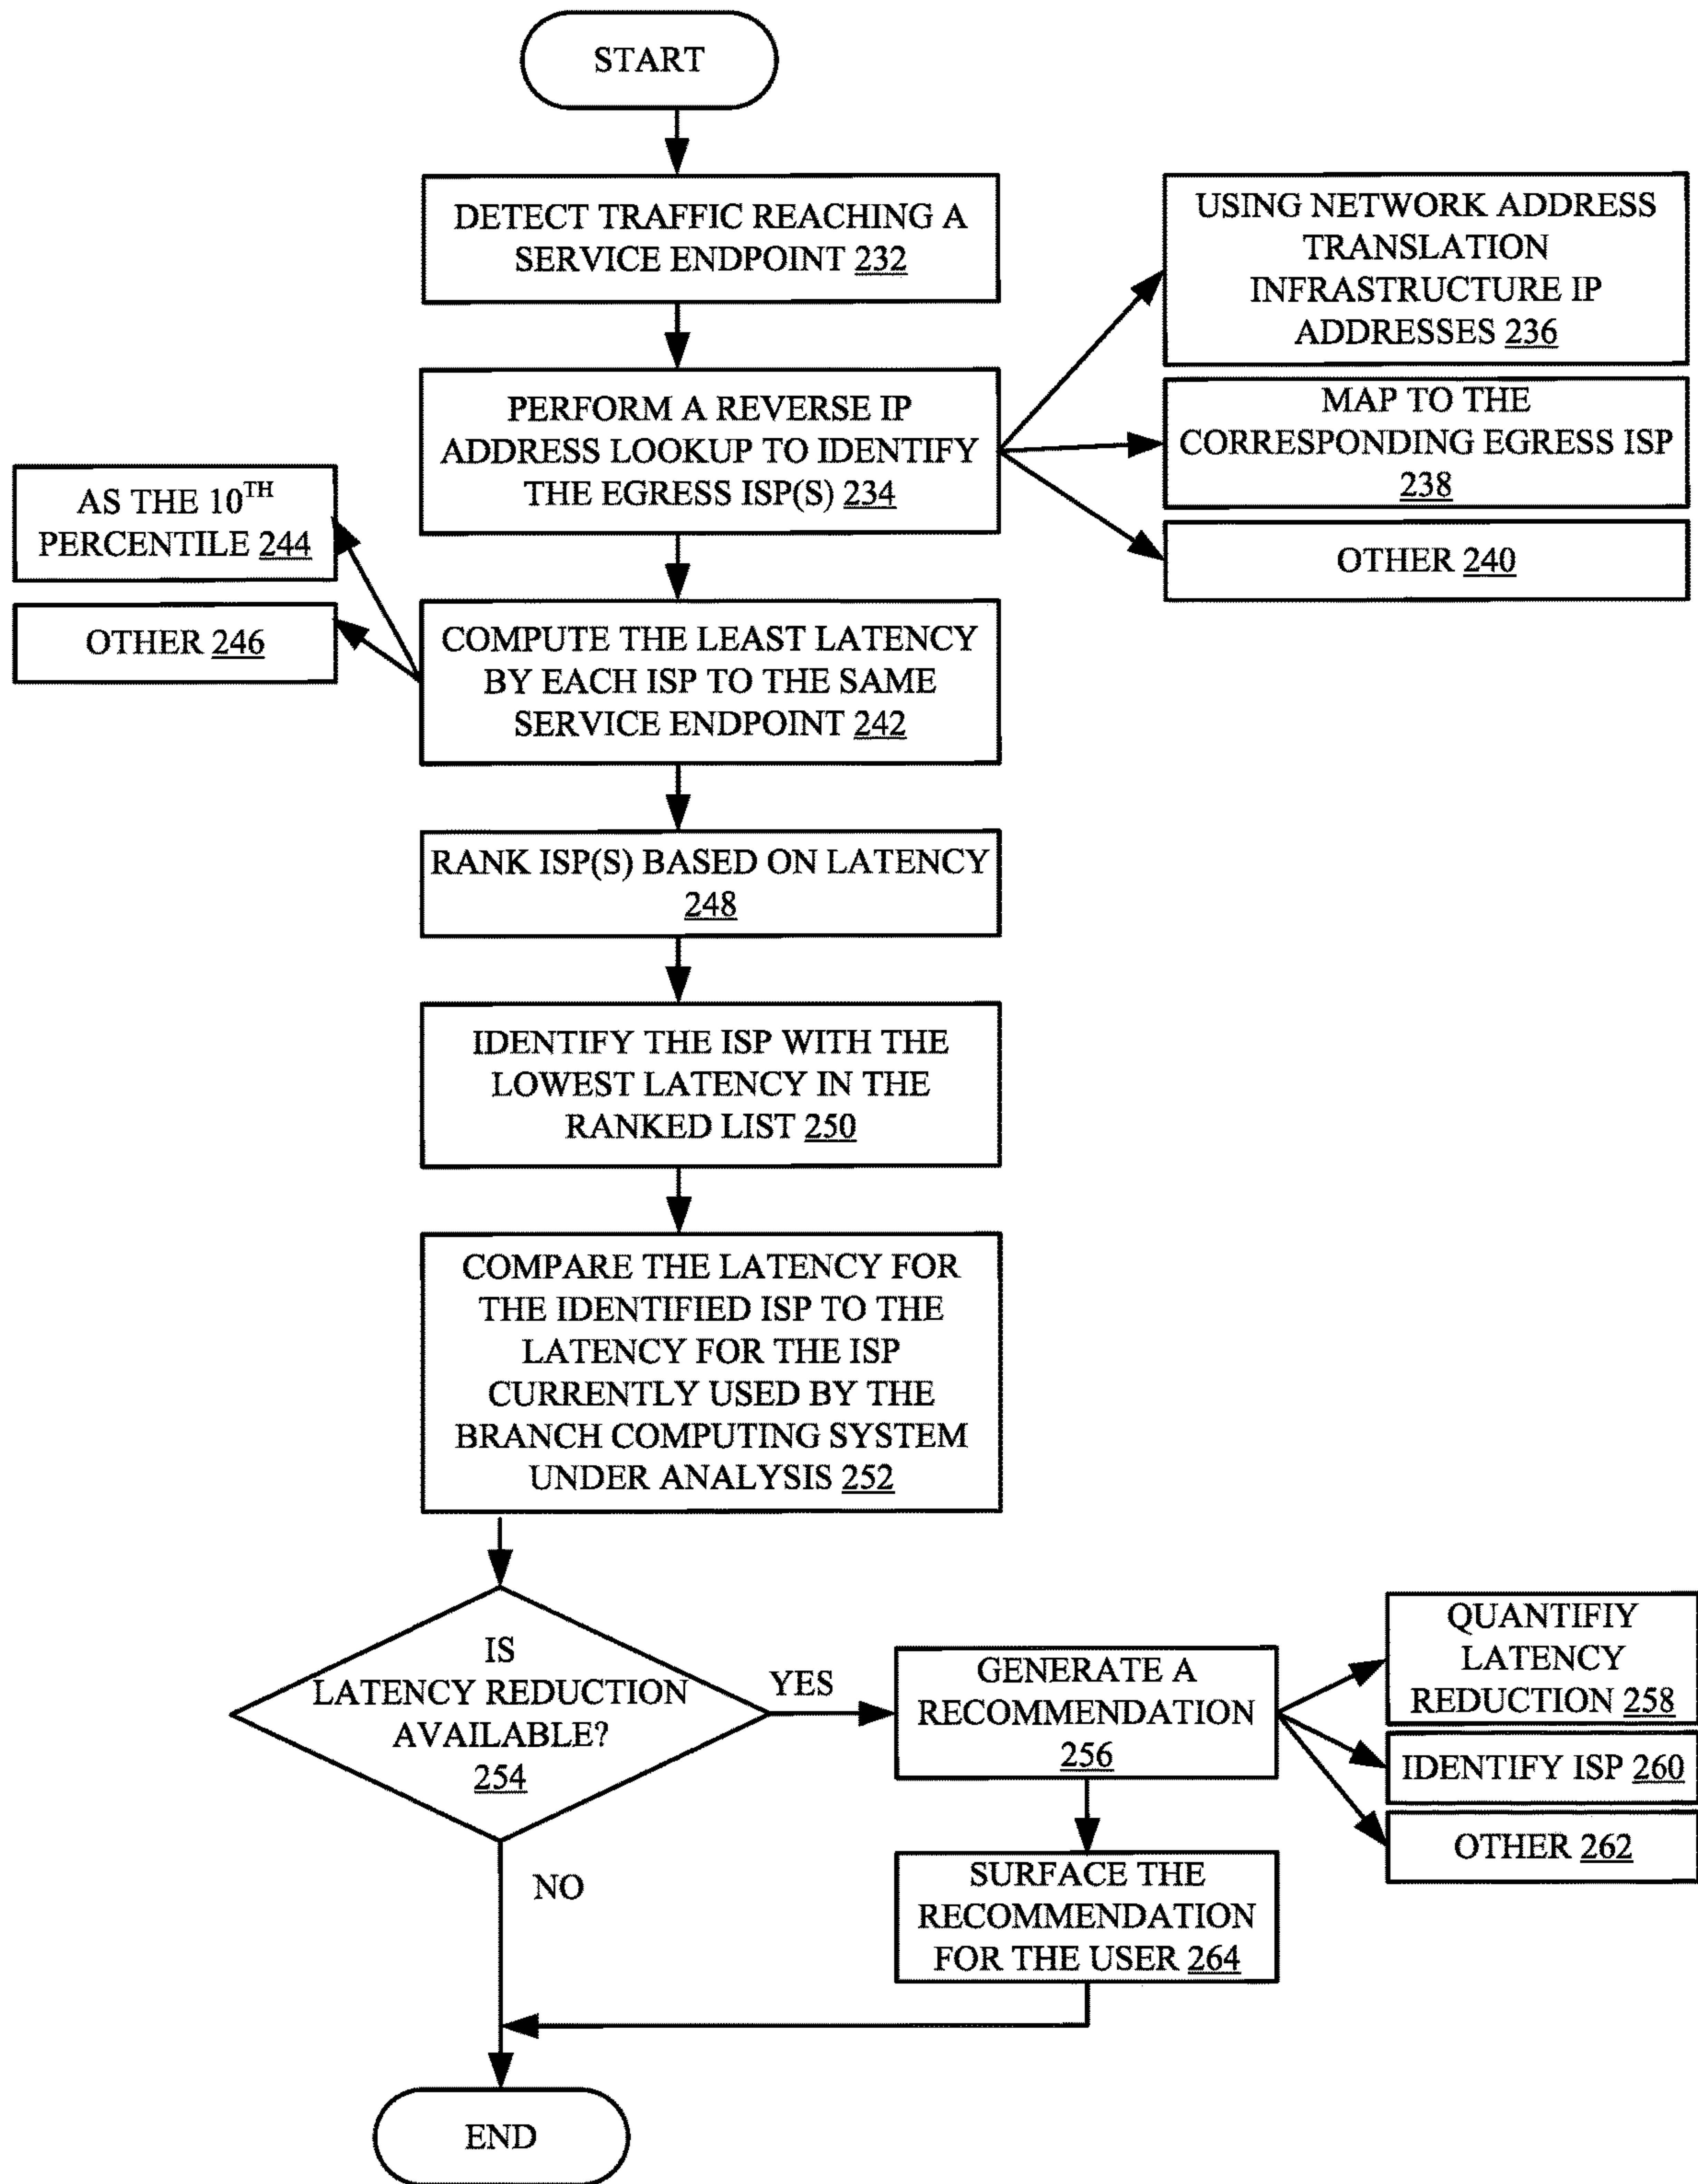 START
DETECT TRAFFIC REACHING A
SERVICE ENDPOINT 232
USING NETWORK ADDRESS
TRANSLATION
INFRASTRUCTURE IP
ADDRESSES 236
PERFORM A REVERSE IP
ADDRESS LOOKUP TO IDENTIFY
THE EGRESS ISP(S) 234
MAP TO THE
CORRESPONDING EGRESS ISP
238
OTHER 240
AS THE 10TH
PERCENTILE 244
OTHER 246
COMPUTE THE LEAST LATENCY
BY EACH ISP TO THE SAME
SERVICE ENDPOINT 242
RANK ISP(S) BASED ON LATENCY
248
IDENTIFY THE ISP WITH THE
LOWEST LATENCY IN THE
RANKED LIST 250
COMPARE THE LATENCY FOR
THE IDENTIFIED ISP TO THE
LATENCY FOR THE ISP
CURRENTLY USED BY THE
BRANCH COMPUTING SYSTEM
UNDER ANALYSIS 252
IS
LATENCY REDUCTION
AVAILABLE?
254
YES
GENERATE A
RECOMMENDATION
256
QUANTIFIY
LATENCY
REDUCTION 258
IDENTIFY ISP 260
OTHER 262
NO
SURFACE THE
RECOMMENDATION
FOR THE USER 264
END